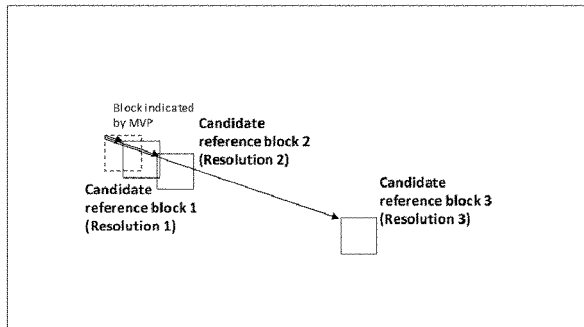 Block indicated
by MVP
Candidate
reference block 2
(Resolution 2)
Candidate
reference block 1
(Resolution 1)
Candidate
reference block 3
(Resolution 3)